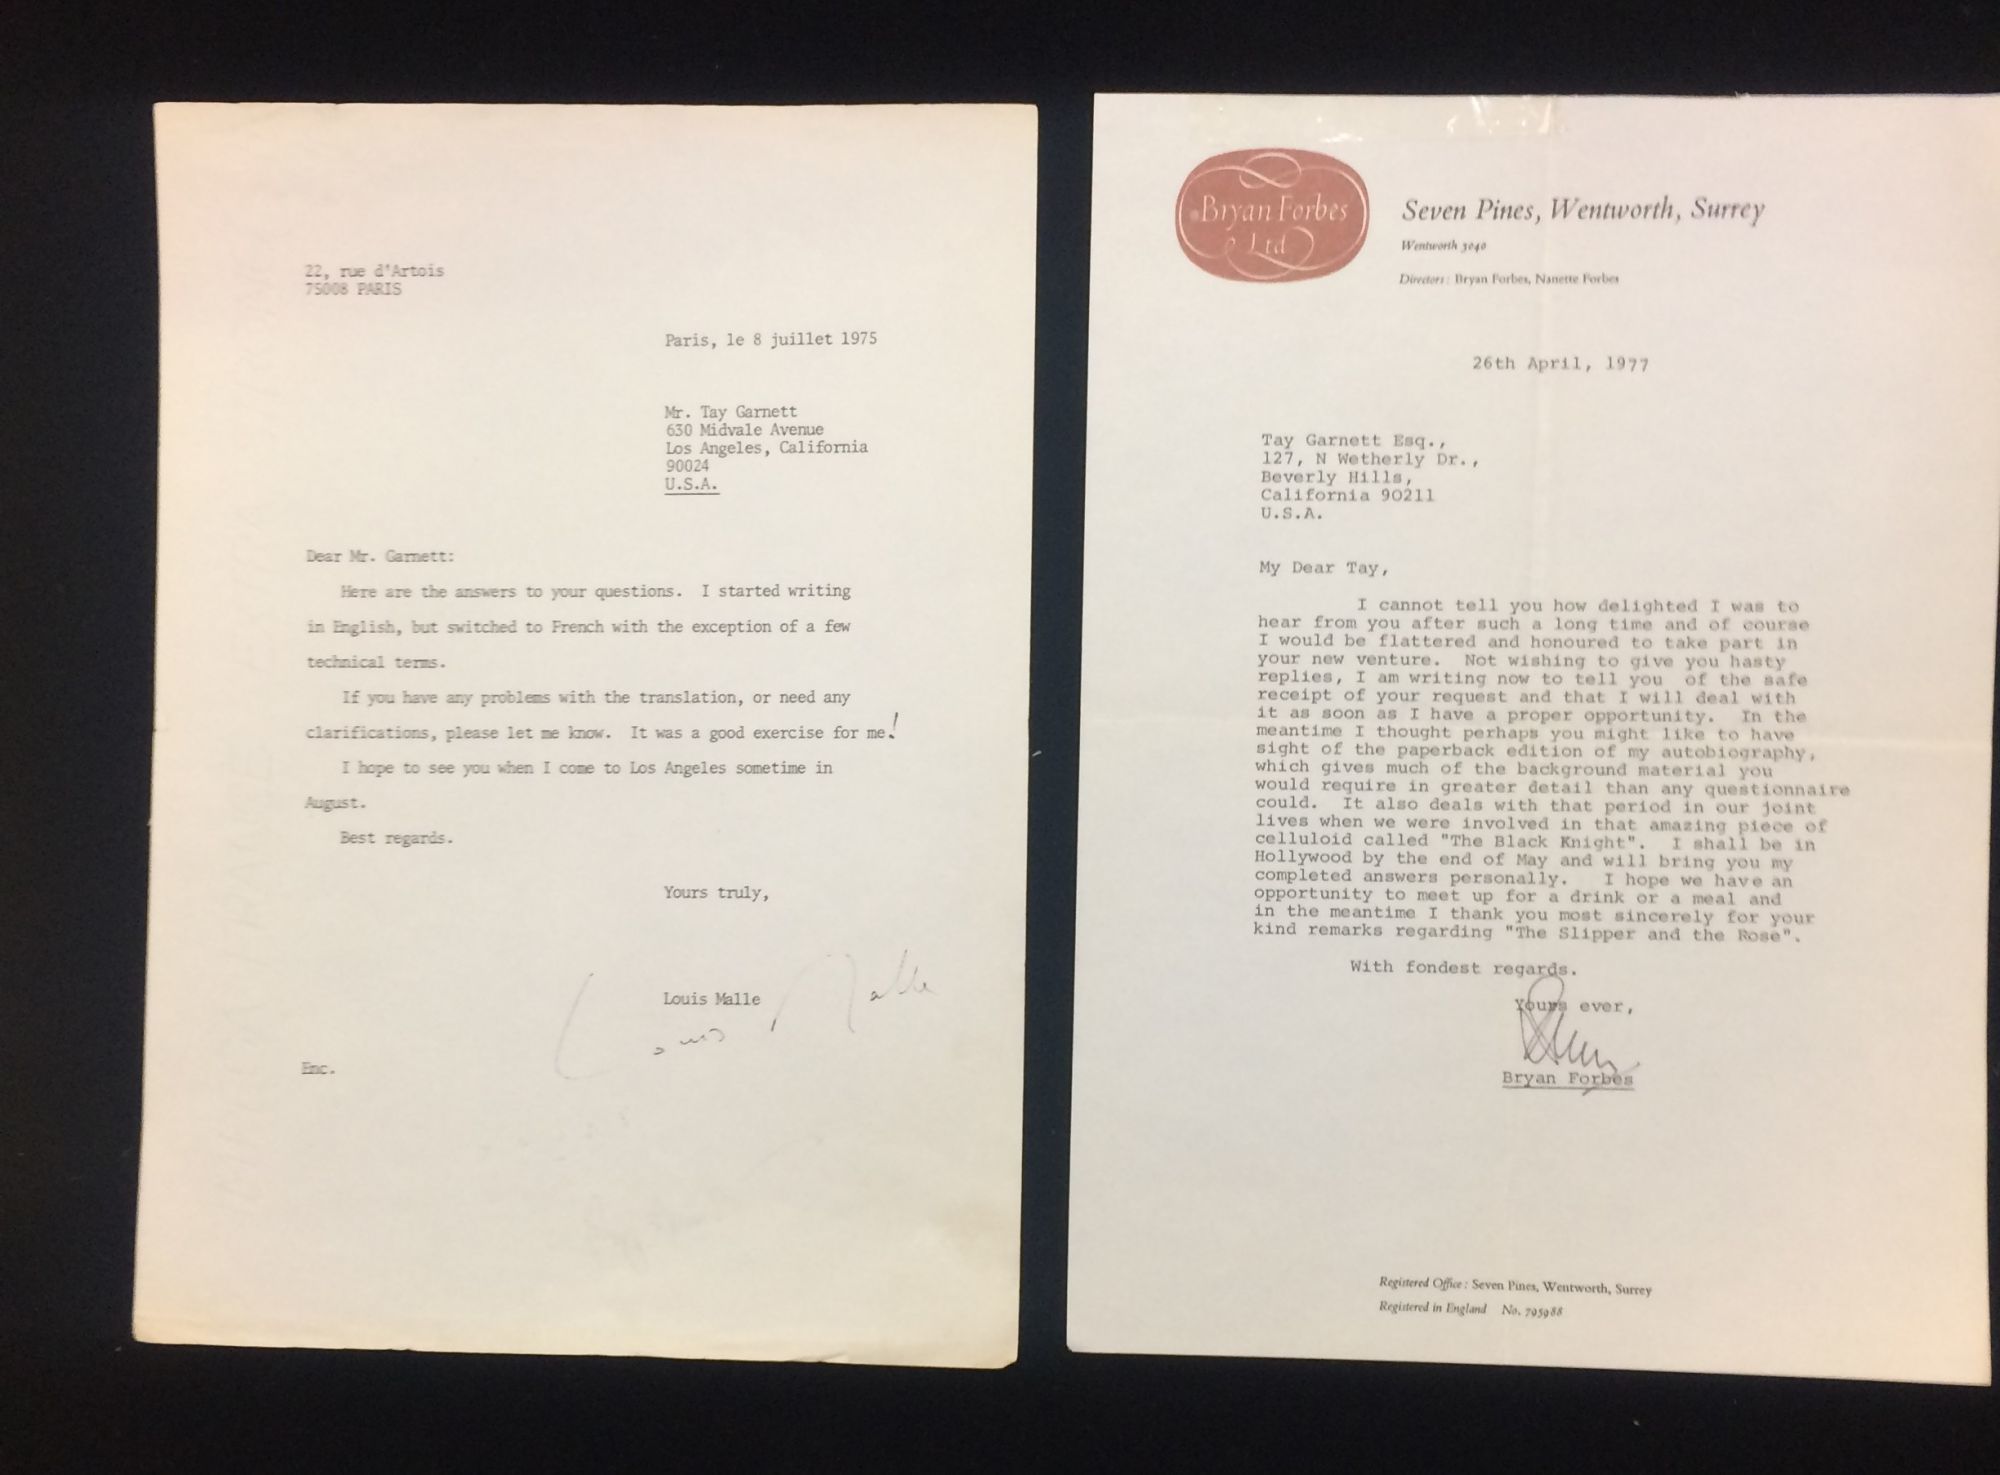 22, rue d'Artois
75008 PARIS
Paris, le 8 juillet 1975
Mr. Tay Garnett
630 Midvale Avenue
Los Angeles, California
90024
U.S.A.
Dear Mr. Garnett:
Here are the answers to your questions. I started writing
in English, but switched to French with the exception of a few
technical terms.
If you have any problems with the translation, or need any
clarifications, please let me know. It was a good exercise for me!
I hope to see you when I come to Los Angeles sometime in
August.
Best regards.
Yours truly,
Louis Malle
Louis Malle
Enc.
Bryan Forbes
Ltd
Seven Pines, Wentworth, Surrey
Wentworth 3040
Directors: Bryan Forbes, Nanette Forbes
26th April, 1977
Tay Garnett Esq.,
127, N Wetherly Dr.,
Beverly Hills,
California 90211
U.S.A.
My Dear Tay,
I cannot tell you how delighted I was to
hear from you after such a long time and of course
I would be flattered and honoured to take part in
your new venture. Not wishing to give you hasty
replies, I am writing now to tell you of the safe
receipt of your request and that I will deal with
it as soon as I have a proper opportunity. In the
meantime I thought perhaps you might like to have
sight of the paperback edition of my autobiography,
which gives much of the background material you
would require in greater detail than any questionnaire
could. It also deals with that period in our joint
lives when we were involved in that amazing piece of
celluloid called "The Black Knight". I shall be in
Hollywood by the end of May and will bring you my
completed answers personally. I hope we have an
opportunity to meet up for a drink or a meal and
in the meantime I thank you most sincerely for your
kind remarks regarding "The Slipper and the Rose".
With fondest regards.
Yours ever,
Bryan Forbes
Registered Office: Seven Pines, Wentworth, Surrey
Registered in England No. 795988